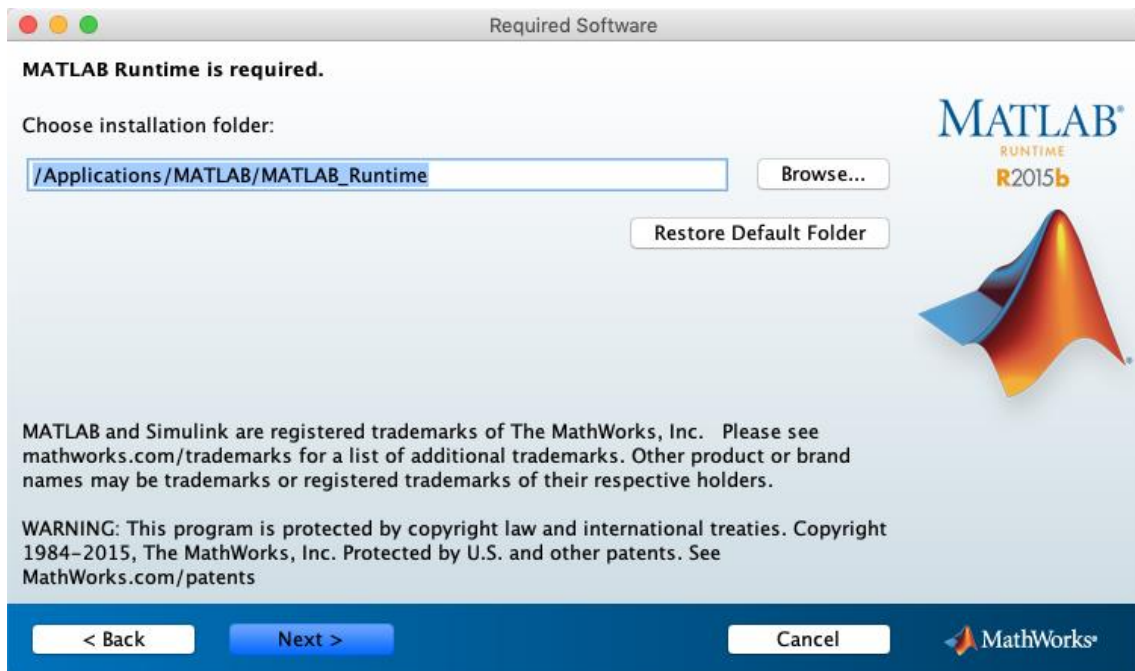 Required Software
MATLAB Runtime is required.
Choose installation folder:
/Applications/MATLAB/MATLAB_Runtime
Browse...
Restore Default Folder
MATLAB®
RUNTIME
R2015b
MATLAB and Simulink are registered trademarks of The MathWorks, Inc. Please see
mathworks.com/trademarks for a list of additional trademarks. Other product or brand
names may be trademarks or registered trademarks of their respective holders.
WARNING: This program is protected by copyright law and international treaties. Copyright
1984-2015, The MathWorks, Inc. Protected by U.S. and other patents. See
MathWorks.com/patents
< Back
Next >
Cancel
MathWorks®